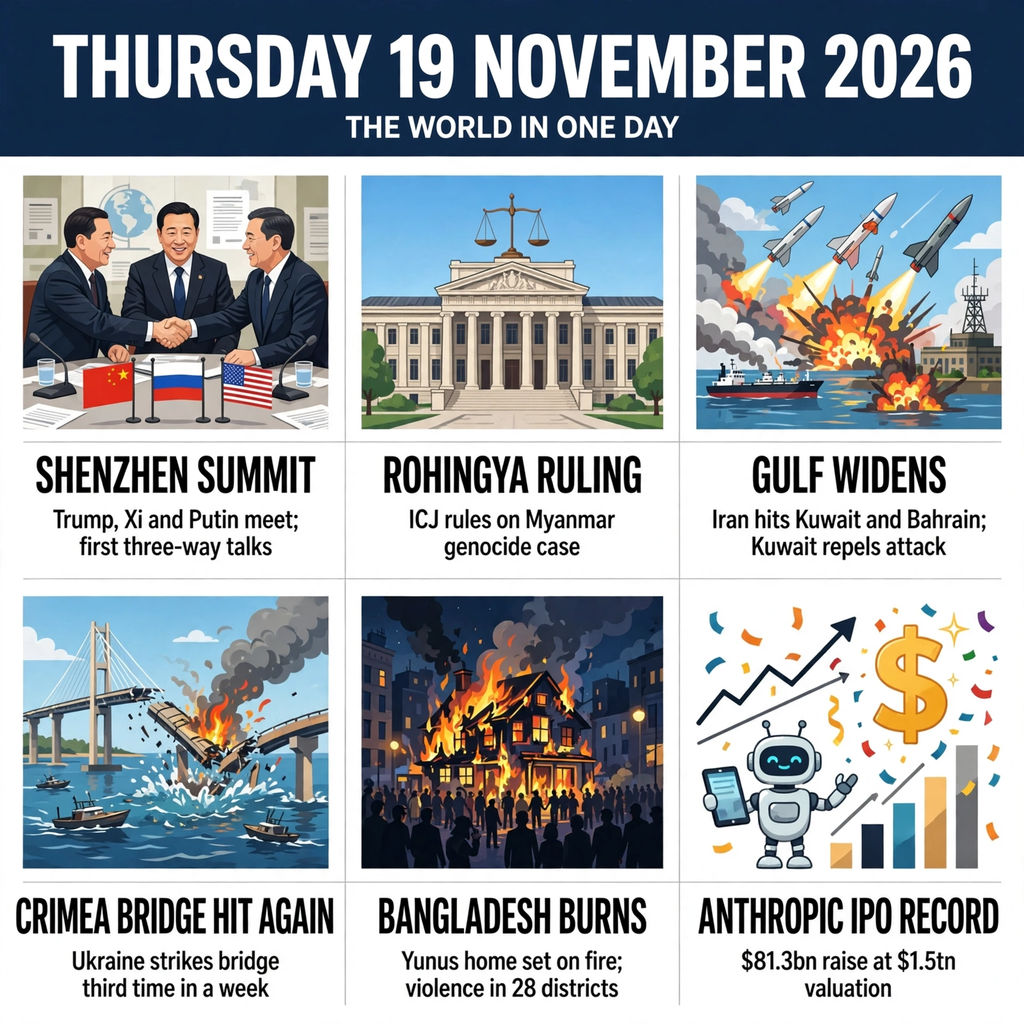 THURSDAY 19 NOVEMBER 2026
THE WORLD IN ONE DAY
SHENZHEN SUMMIT
Trump, Xi and Putin meet;
first three-way talks
ROHINGYA RULING
ICJ rules on Myanmar
genocide case
GULF WIDENS
Iran hits Kuwait and Bahrain;
Kuwait repels attack
CRIMEA BRIDGE HIT AGAIN
Ukraine strikes bridge
third time in a week
BANGLADESH BURNS
Yunus home set on fire;
violence in 28 districts
ANTHROPIC IPO RECORD
$81.3bn raise at $1.5tn
valuation